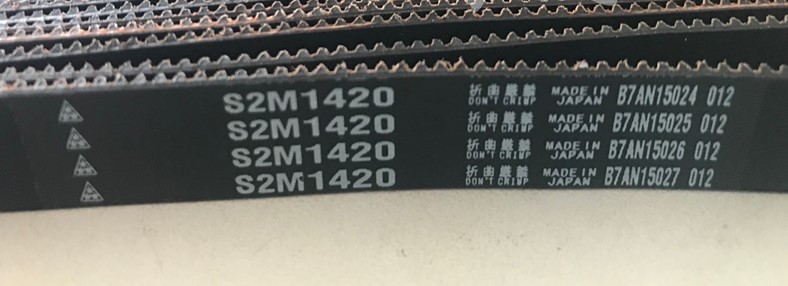 S2M1420 折曲厳禁 DON'T CRIMP MADE IN JAPAN B7AN15024 012
S2M1420 折曲厳禁 DON'T CRIMP MADE IN JAPAN B7AN15025 012
S2M1420 折曲厳禁 DON'T CRIMP MADE IN JAPAN B7AN15026 012
S2M1420 折曲厳禁 DON'T CRIMP MADE IN JAPAN B7AN15027 012